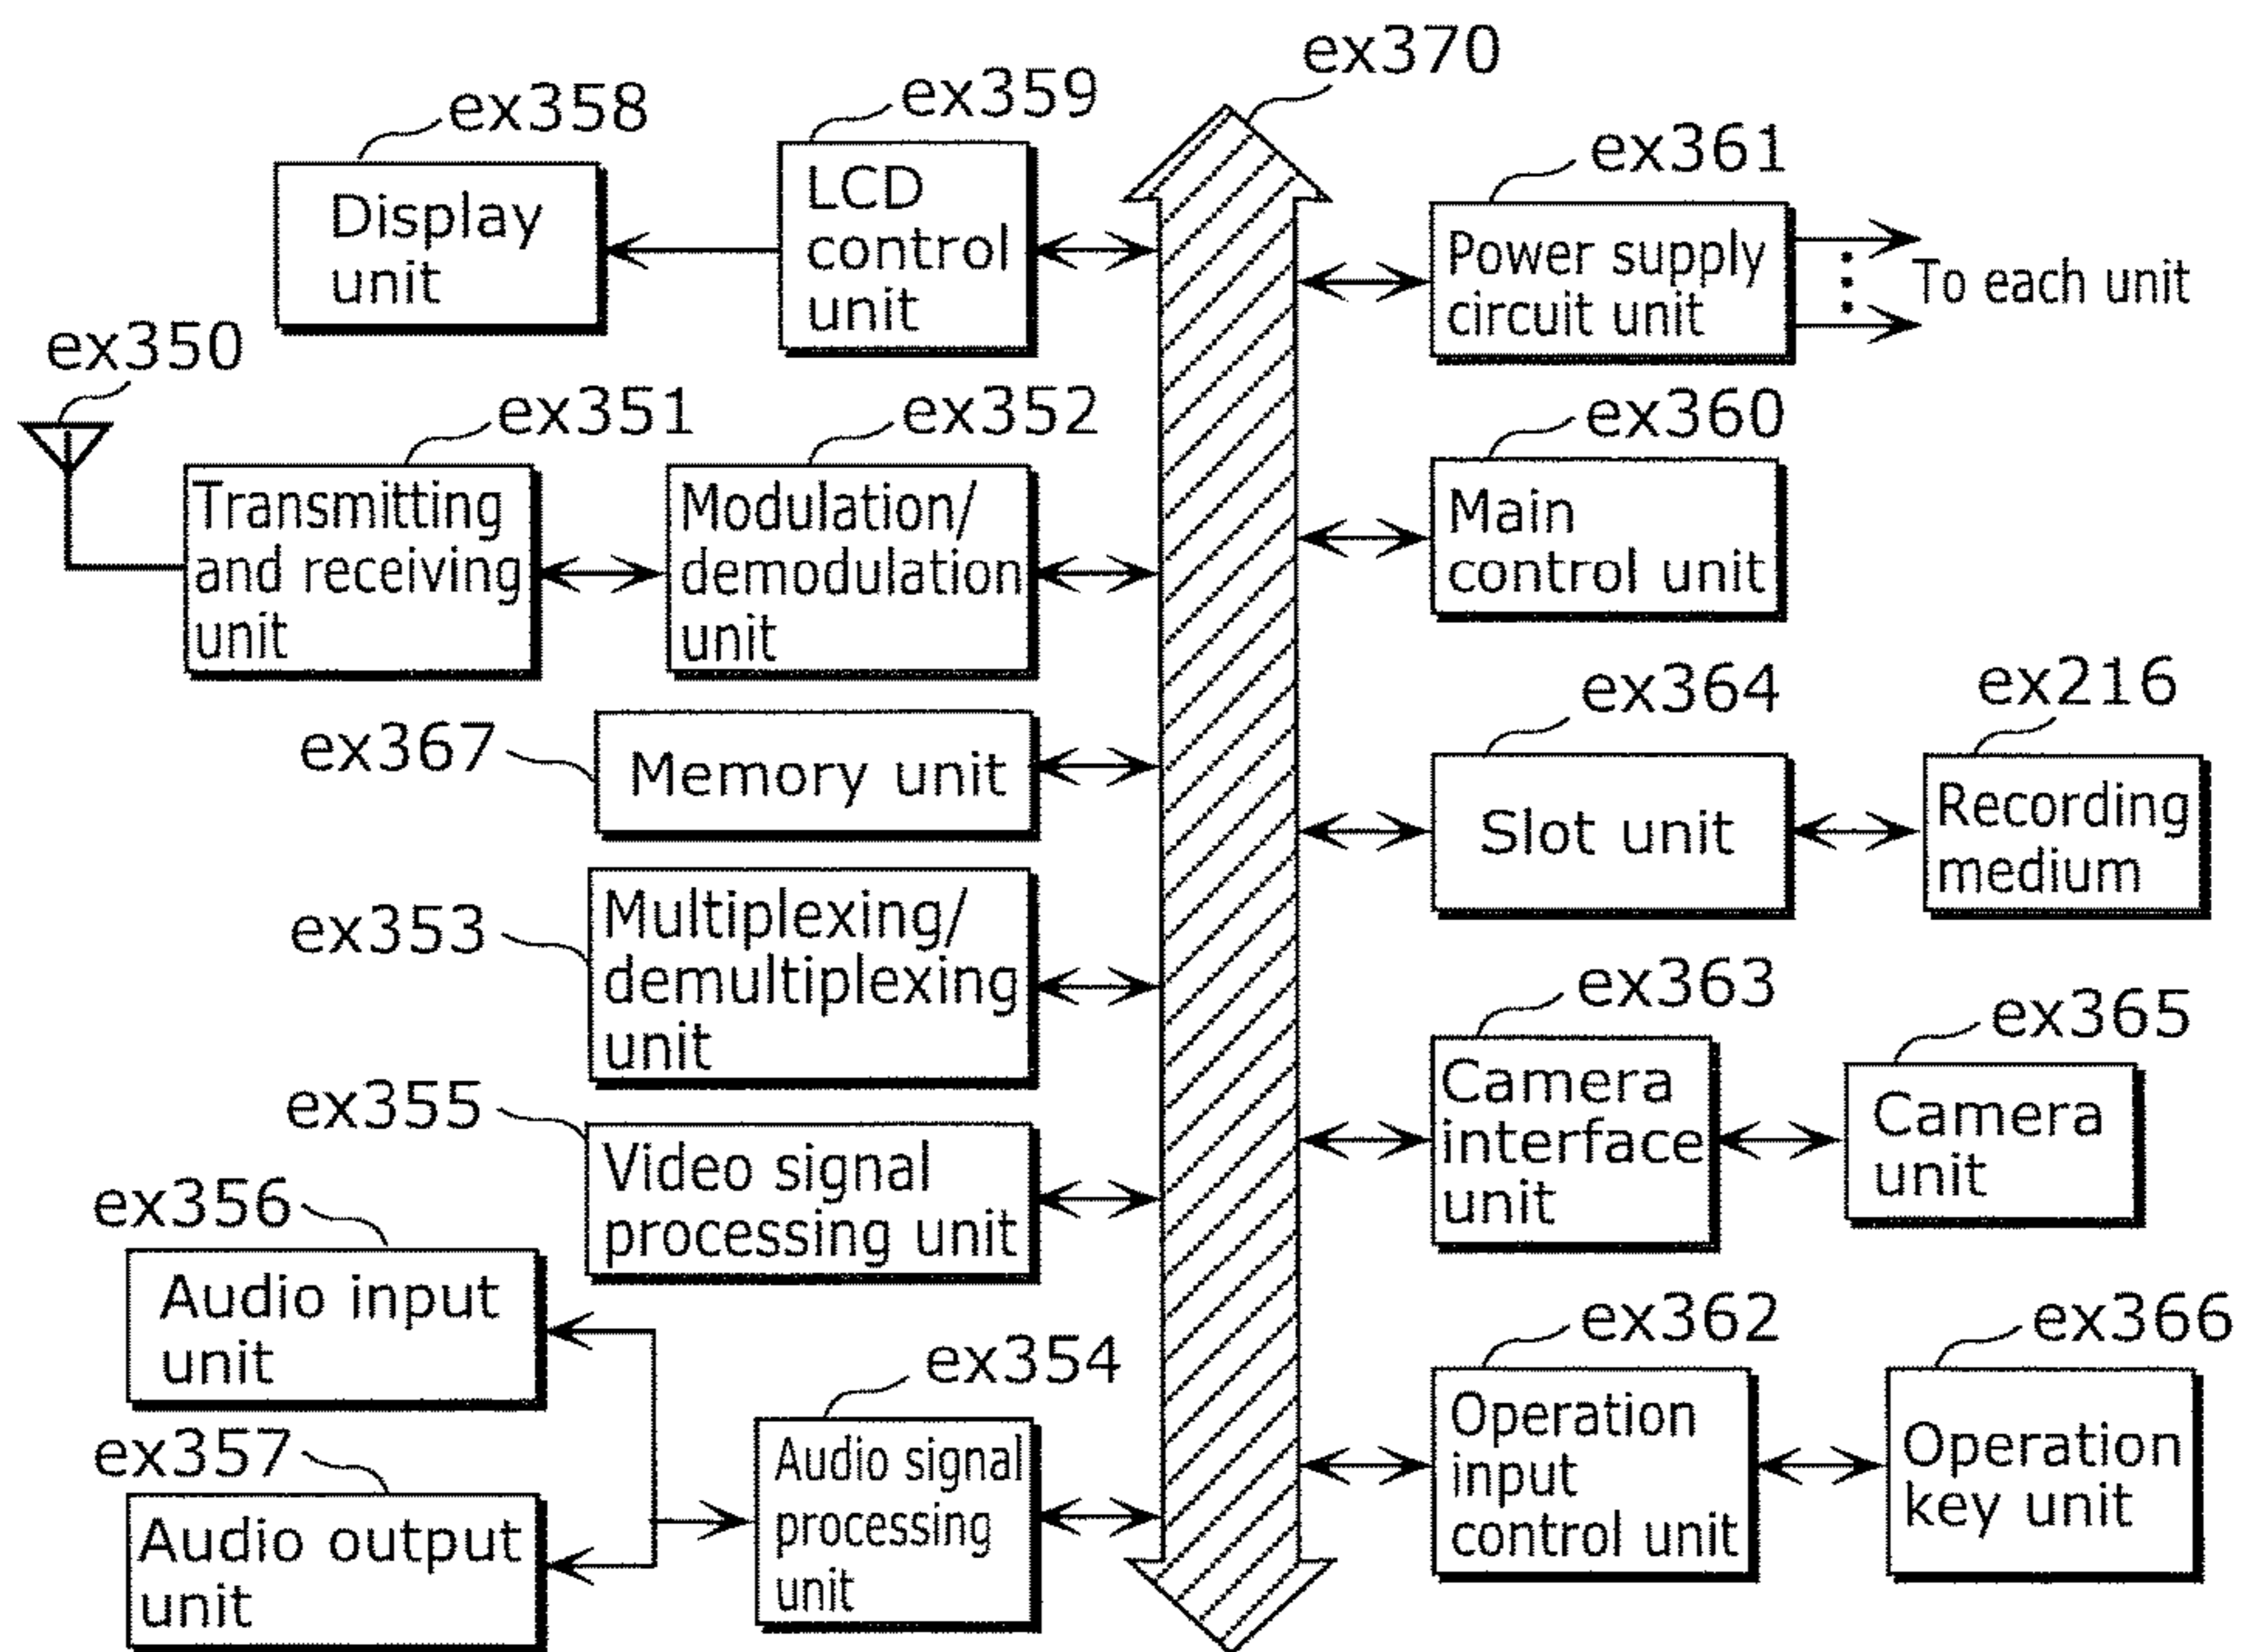 ex370
ex358
ex359
ex361
Display
unit
LCD
control
unit
Power supply
circuit unit
To each unit
ex350
ex351
ex352
ex360
Transmitting
and receiving
unit
Modulation/
demodulation
unit
Main
control unit
ex367
Memory unit
ex364
ex216
Slot unit
Recording
medium
ex353
Multiplexing/
demultiplexing
unit
ex363
ex365
Camera
interface
unit
Camera
unit
ex355
Video signal
processing unit
ex356
Audio input
unit
ex354
ex362
ex366
ex357
Audio output
unit
Audio signal
processing
unit
Operation
input
control unit
Operation
key unit